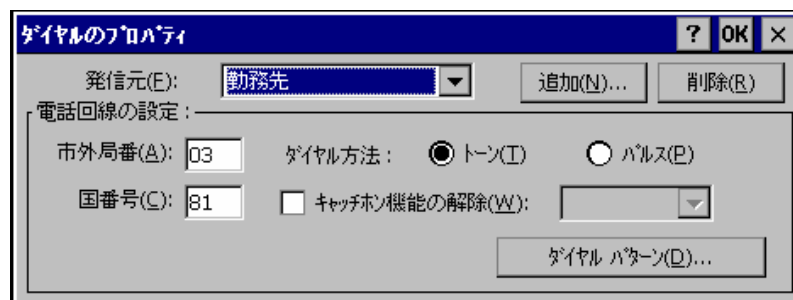 ﾀﾞｲﾔﾙのﾌﾟﾛﾊﾟﾃｨ ? OK ×
発信元(F): 勤務先 追加(N)... 削除(R)
電話回線の設定：
市外局番(A): 03 ﾀﾞｲﾔﾙ方法： ﾄｰﾝ(T) ﾊﾟﾙｽ(P)
国番号(C): 81 ｷｬｯﾁﾎﾝ機能の解除(W):
ﾀﾞｲﾔﾙ ﾊﾟﾀｰﾝ(D)...